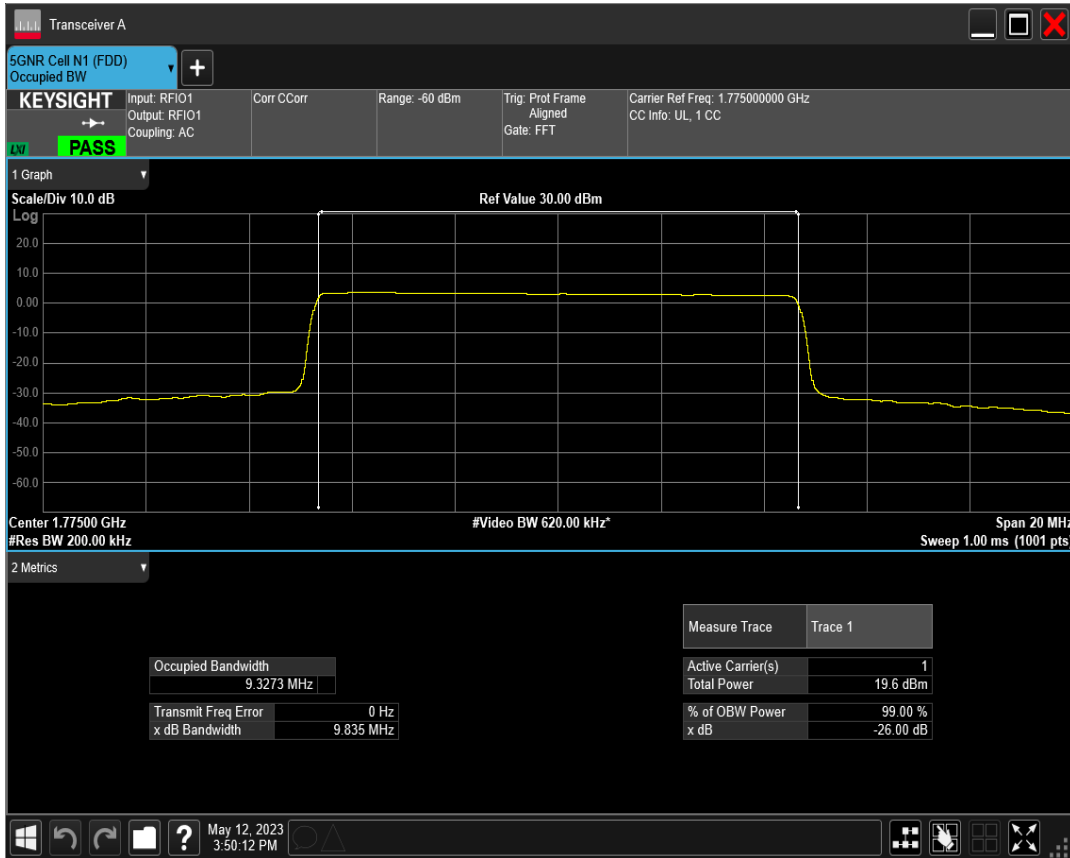 Transceiver A
5GNR Cell N1 (FDD)
Occupied BW
+
KEYSIGHT
LXI
PASS
Input: RFIO1
Output: RFIO1
Coupling: AC
Corr CCorr
Range: -60 dBm
Trig: Prot Frame
Aligned
Gate: FFT
Carrier Ref Freq: 1.775000000 GHz
CC Info: UL, 1 CC
1 Graph
Scale/Div 10.0 dB
Ref Value 30.00 dBm
Log
20.0
10.0
0.00
-10.0
-20.0
-30.0
-40.0
-50.0
-60.0
Center 1.77500 GHz
#Video BW 620.00 kHz*
Span 20 MHz
#Res BW 200.00 kHz
Sweep 1.00 ms (1001 pts)
2 Metrics
Measure Trace Trace 1
Occupied Bandwidth
9.3273 MHz
Active Carrier(s) 1
Total Power 19.6 dBm
Transmit Freq Error 0 Hz
x dB Bandwidth 9.835 MHz
% of OBW Power 99.00 %
x dB -26.00 dB
?
May 12, 2023
3:50:12 PM